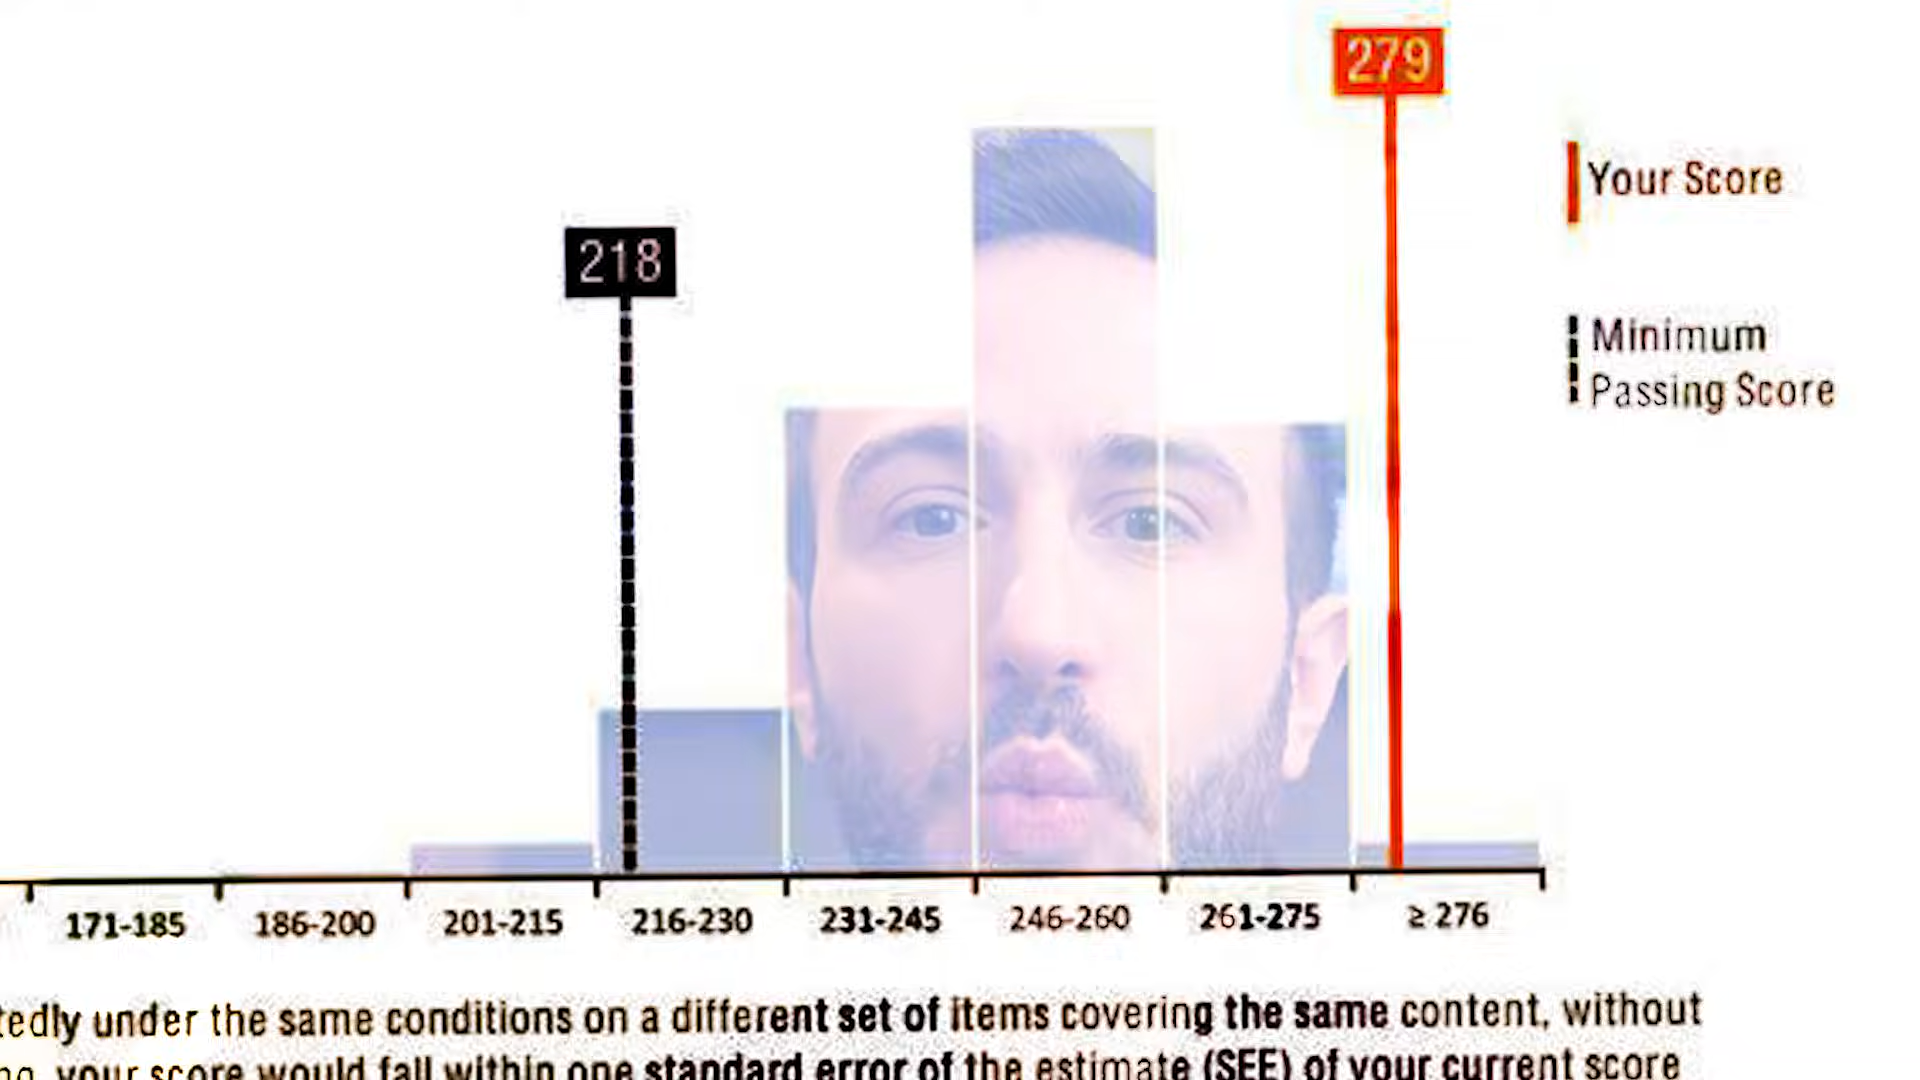 279
Your Score
218
Minimum
Passing Score
171-185 186-200 201-215 216-230 231-245 246-260 261-275 ≥ 276
tedly under the same conditions on a different set of items covering the same content, without
your score would fall within one standard error of the estimate (SEE) of your current score